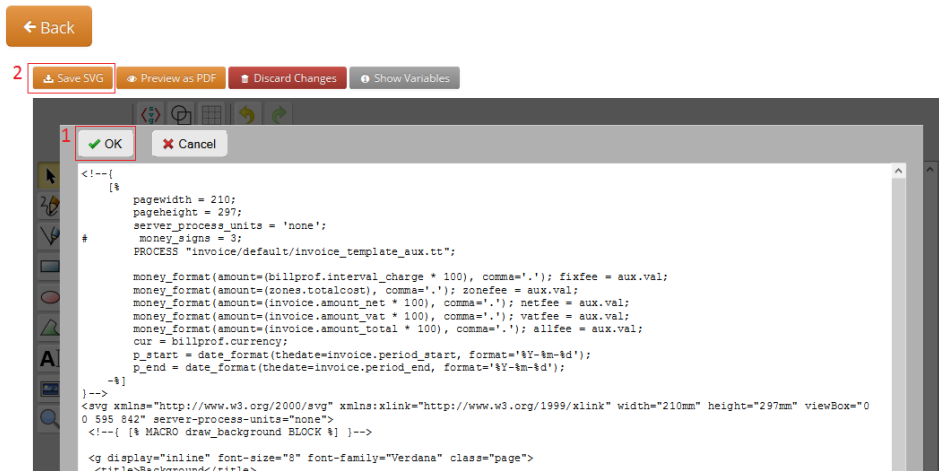 Back
2
Save SVG
Preview as PDF
Discard Changes
Show Variables
1
OK
Cancel
<!--{
[%
pagewidth = 210;
pageheight = 297;
server_process_units = 'none';
# money_signs = 3;
PROCESS "invoice/default/invoice_template_aux.tt";
money_format(amount=(billprof.interval_charge * 100), comma='.'); fixfee = aux.val;
money_format(amount=(zones.totalcost), comma='.'); zonefee = aux.val;
money_format(amount=(invoice.amount_net * 100), comma='.'); netfee = aux.val;
money_format(amount=(invoice.amount_vat * 100), comma='.'); vatfee = aux.val;
money_format(amount=(invoice.amount_total * 100), comma='.'); allfee = aux.val;
cur = billprof.currency;
p_start = date_format(thedate=invoice.period_start, format='%Y-%m-%d');
p_end = date_format(thedate=invoice.period_end, format='%Y-%m-%d');
-%]
}-->
<svg xmlns="http://www.w3.org/2000/svg" xmlns:xlink="http://www.w3.org/1999/xlink" width="210mm" height="297mm" viewBox="0
0 595 842" server-process-units="none">
<!--{ [% MACRO draw_background BLOCK %] }-->
<g display="inline" font-size="8" font-family="Verdana" class="page">
<title>Background</title>